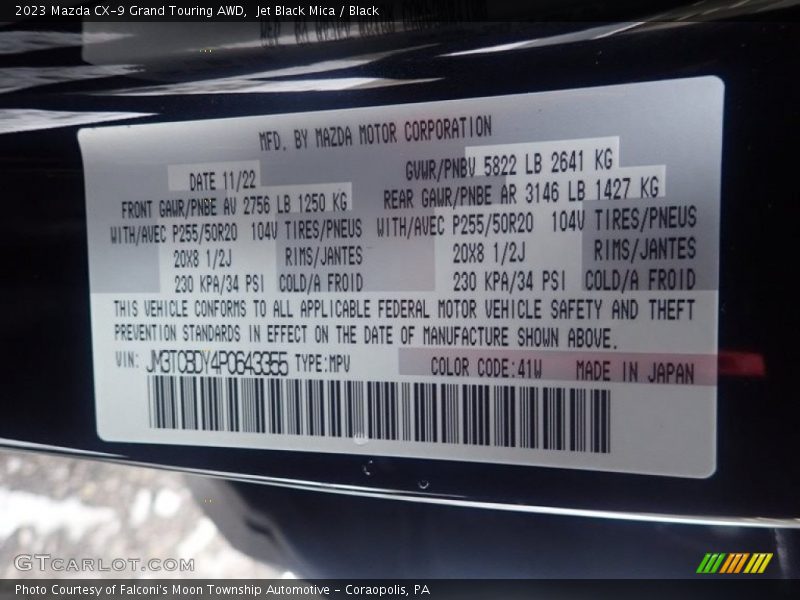 2023 Mazda CX-9 Grand Touring AWD,  Jet Black Mica / Black
MFD. BY MAZDA MOTOR CORPORATION
DATE 11/22
GVWR/PNBV 5822 LB 2641 KG
FRONT GAWR/PNBE AV 2756 LB 1250 KG
REAR GAWR/PNBE AR 3146 LB 1427 KG
WITH/AVEC P255/50R20 104V TIRES/PNEUS
WITH/AVEC P255/50R20 104V TIRES/PNEUS
20X8 1/2J RIMS/JANTES
20X8 1/2J RIMS/JANTES
230 KPA/34 PSI COLD/A FROID
230 KPA/34 PSI COLD/A FROID
THIS VEHICLE CONFORMS TO ALL APPLICABLE FEDERAL MOTOR VEHICLE SAFETY AND THEFT
PREVENTION STANDARDS IN EFFECT ON THE DATE OF MANUFACTURE SHOWN ABOVE.
VIN: JM3TCBDY4P0643355 TYPE:MPV
COLOR CODE:41W MADE IN JAPAN
GTCARLOT.COM
Photo Courtesy of Falconi's Moon Township Automotive - Coraopolis, PA